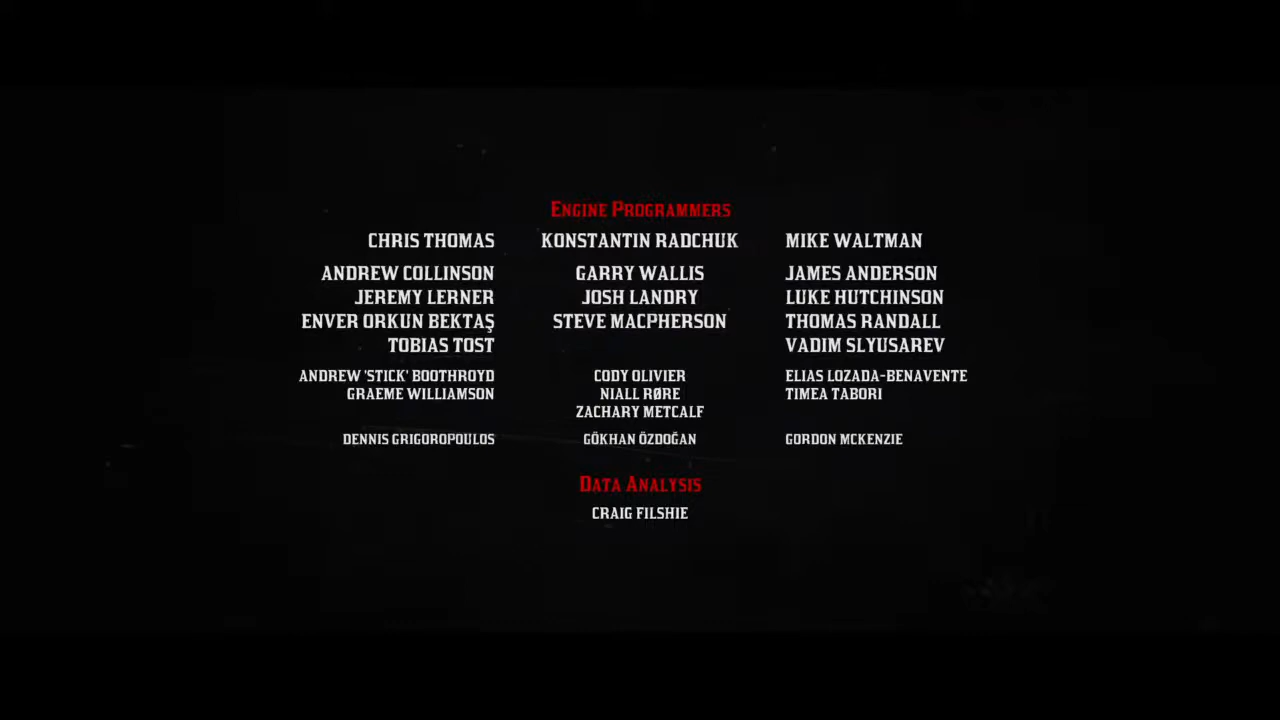 Engine Programmers
CHRIS THOMAS KONSTANTIN RADCHUK MIKE WALTMAN
ANDREW COLLINSON GARRY WALLIS JAMES ANDERSON
JEREMY LERNER JOSH LANDRY LUKE HUTCHINSON
ENVER ORKUN BEKTAŞ STEVE MACPHERSON THOMAS RANDALL
TOBIAS TOST VADIM SLYUSAREV
ANDREW 'STICK' BOOTHROYD CODY OLIVIER ELIAS LOZADA-BENAVENTE
GRAEME WILLIAMSON NIALL RØRE TIMEA TABORI
ZACHARY METCALF
DENNIS GRIGOROPOULOS GÖKHAN ÖZDOĞAN GORDON MCKENZIE
Data Analysis
CRAIG FILSHIE